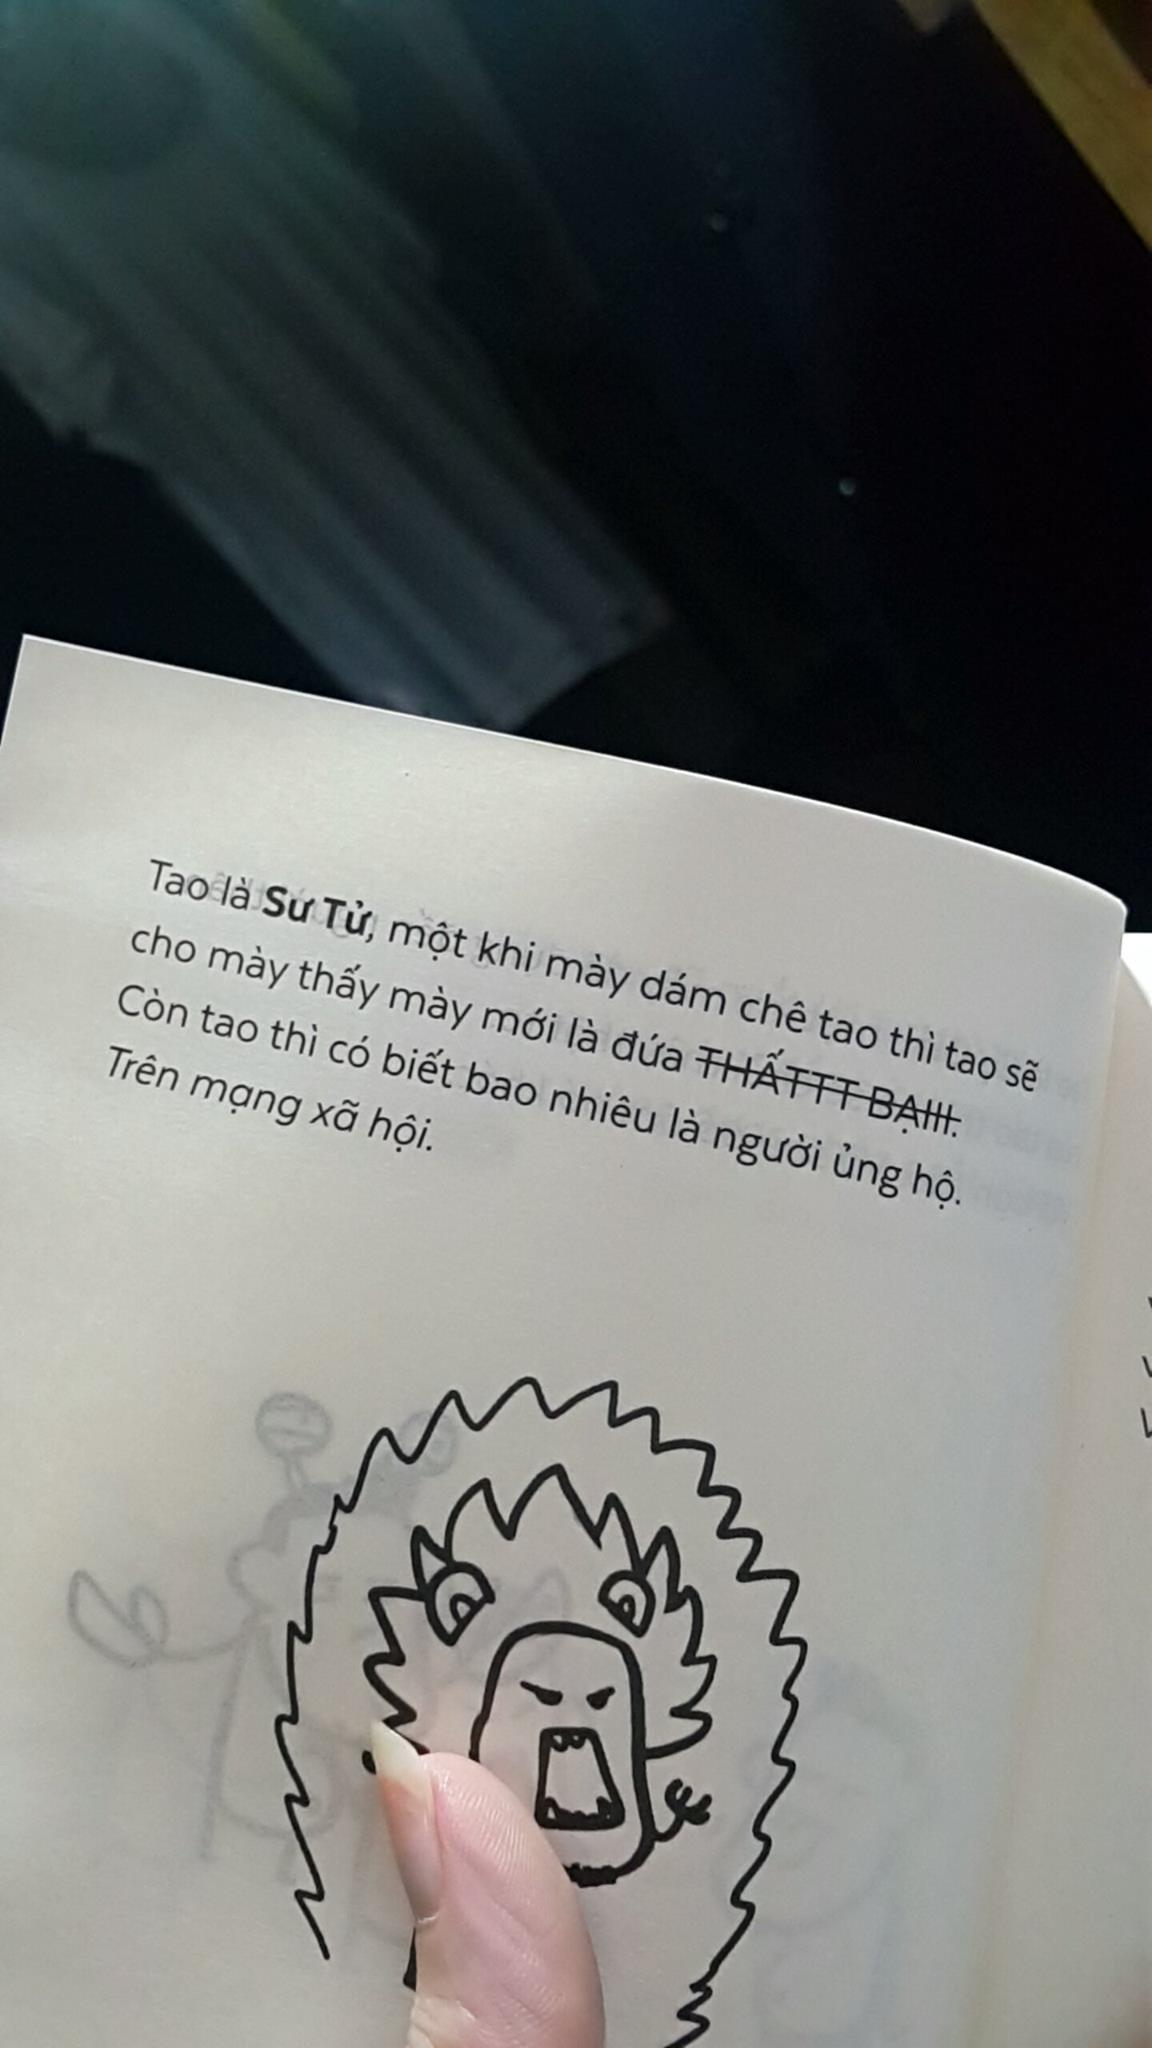 Tao là Sư Tử, một khi mày dám chê tao thì tao sẽ
cho mày thấy mày mới là đứa THẤTTT BẠIII.
Còn tao thì có biết bao nhiêu là người ủng hộ.
Trên mạng xã hội.